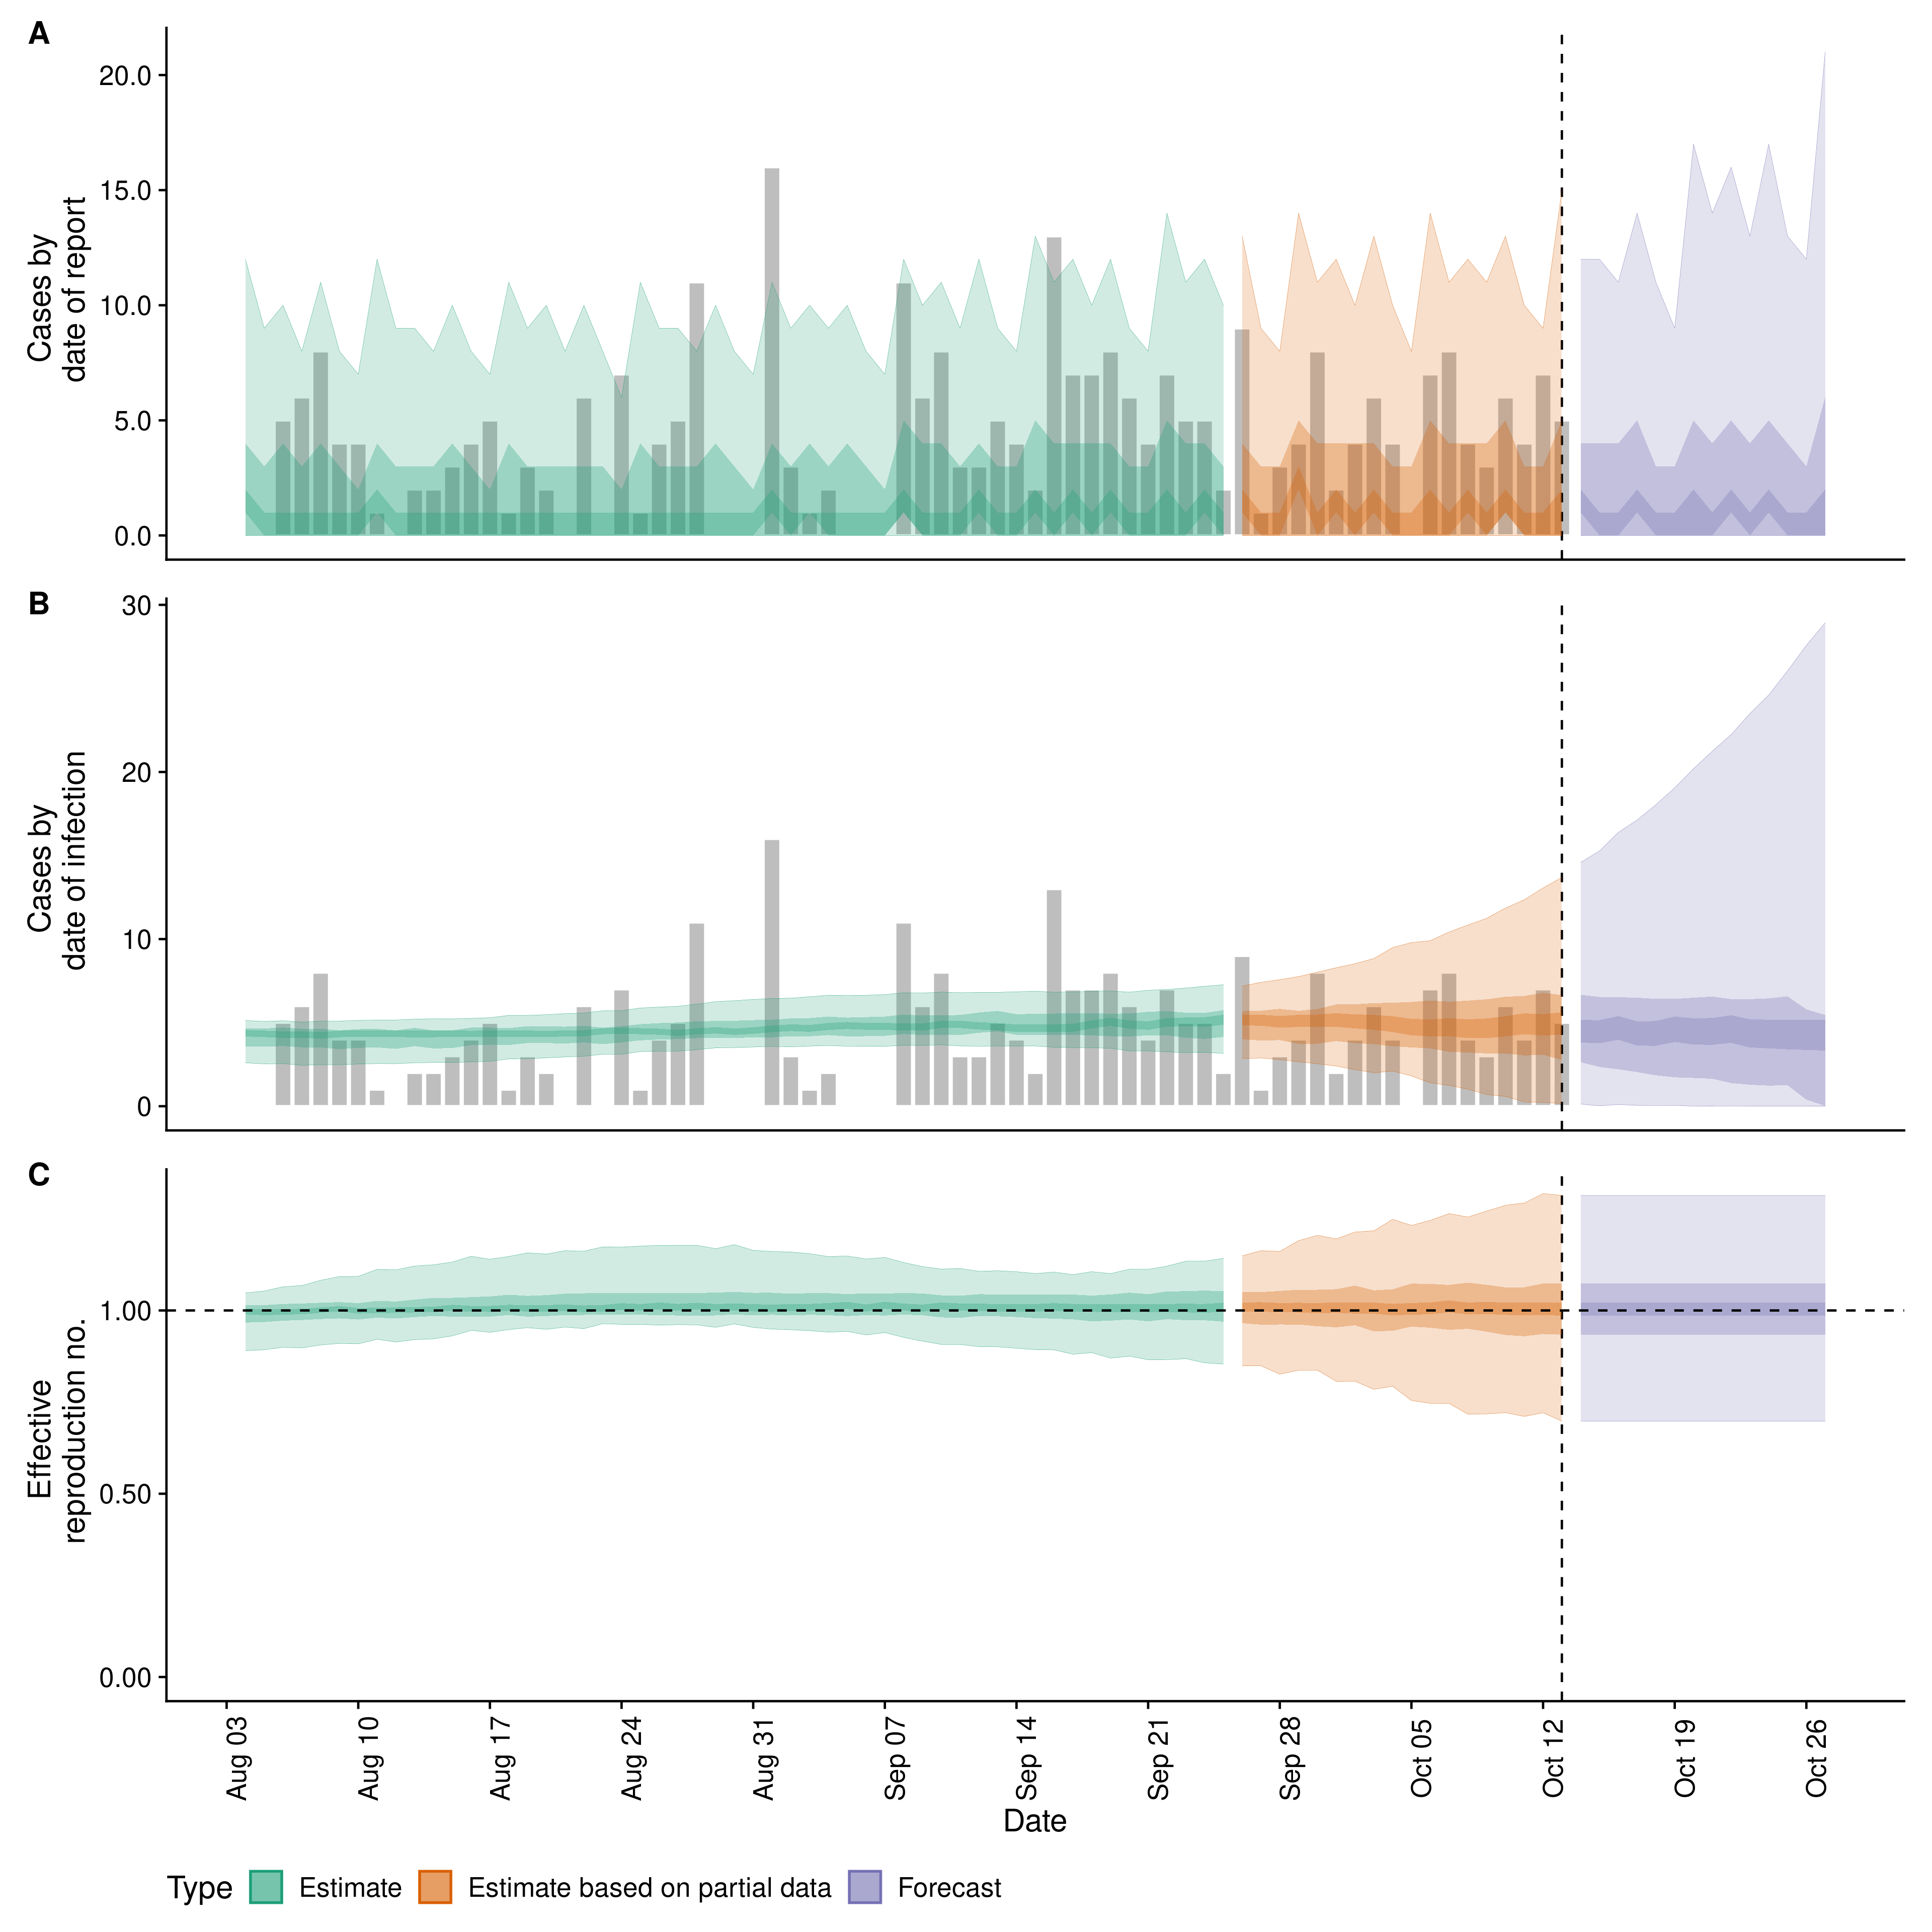 A
Cases by
date of report
20.0
15.0
10.0
5.0
0.0
B
Cases by
date of infection
30
20
10
0
C
Effective
reproduction no.
1.00
0.50
0.00
Aug 03
Aug 10
Aug 17
Aug 24
Aug 31
Sep 07
Sep 14
Sep 21
Sep 28
Oct 05
Oct 12
Oct 19
Oct 26
Date
Type Estimate Estimate based on partial data Forecast